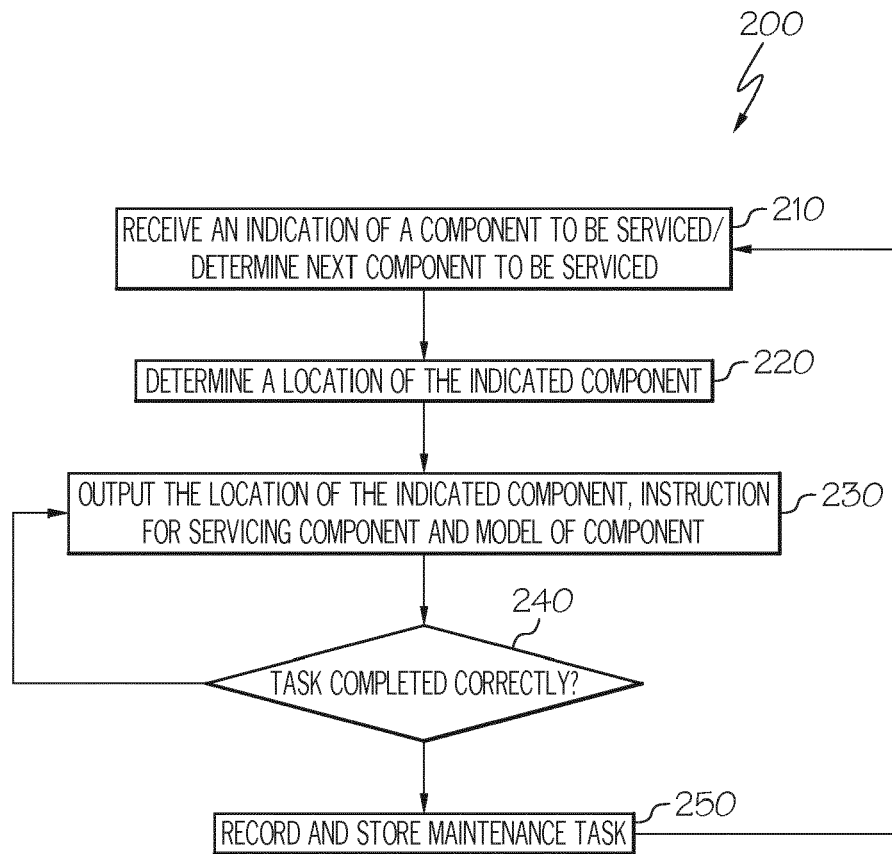 200
RECEIVE AN INDICATION OF A COMPONENT TO BE SERVICED/
DETERMINE NEXT COMPONENT TO BE SERVICED
210
DETERMINE A LOCATION OF THE INDICATED COMPONENT
220
OUTPUT THE LOCATION OF THE INDICATED COMPONENT, INSTRUCTION
FOR SERVICING COMPONENT AND MODEL OF COMPONENT
230
240
TASK COMPLETED CORRECTLY?
250
RECORD AND STORE MAINTENANCE TASK